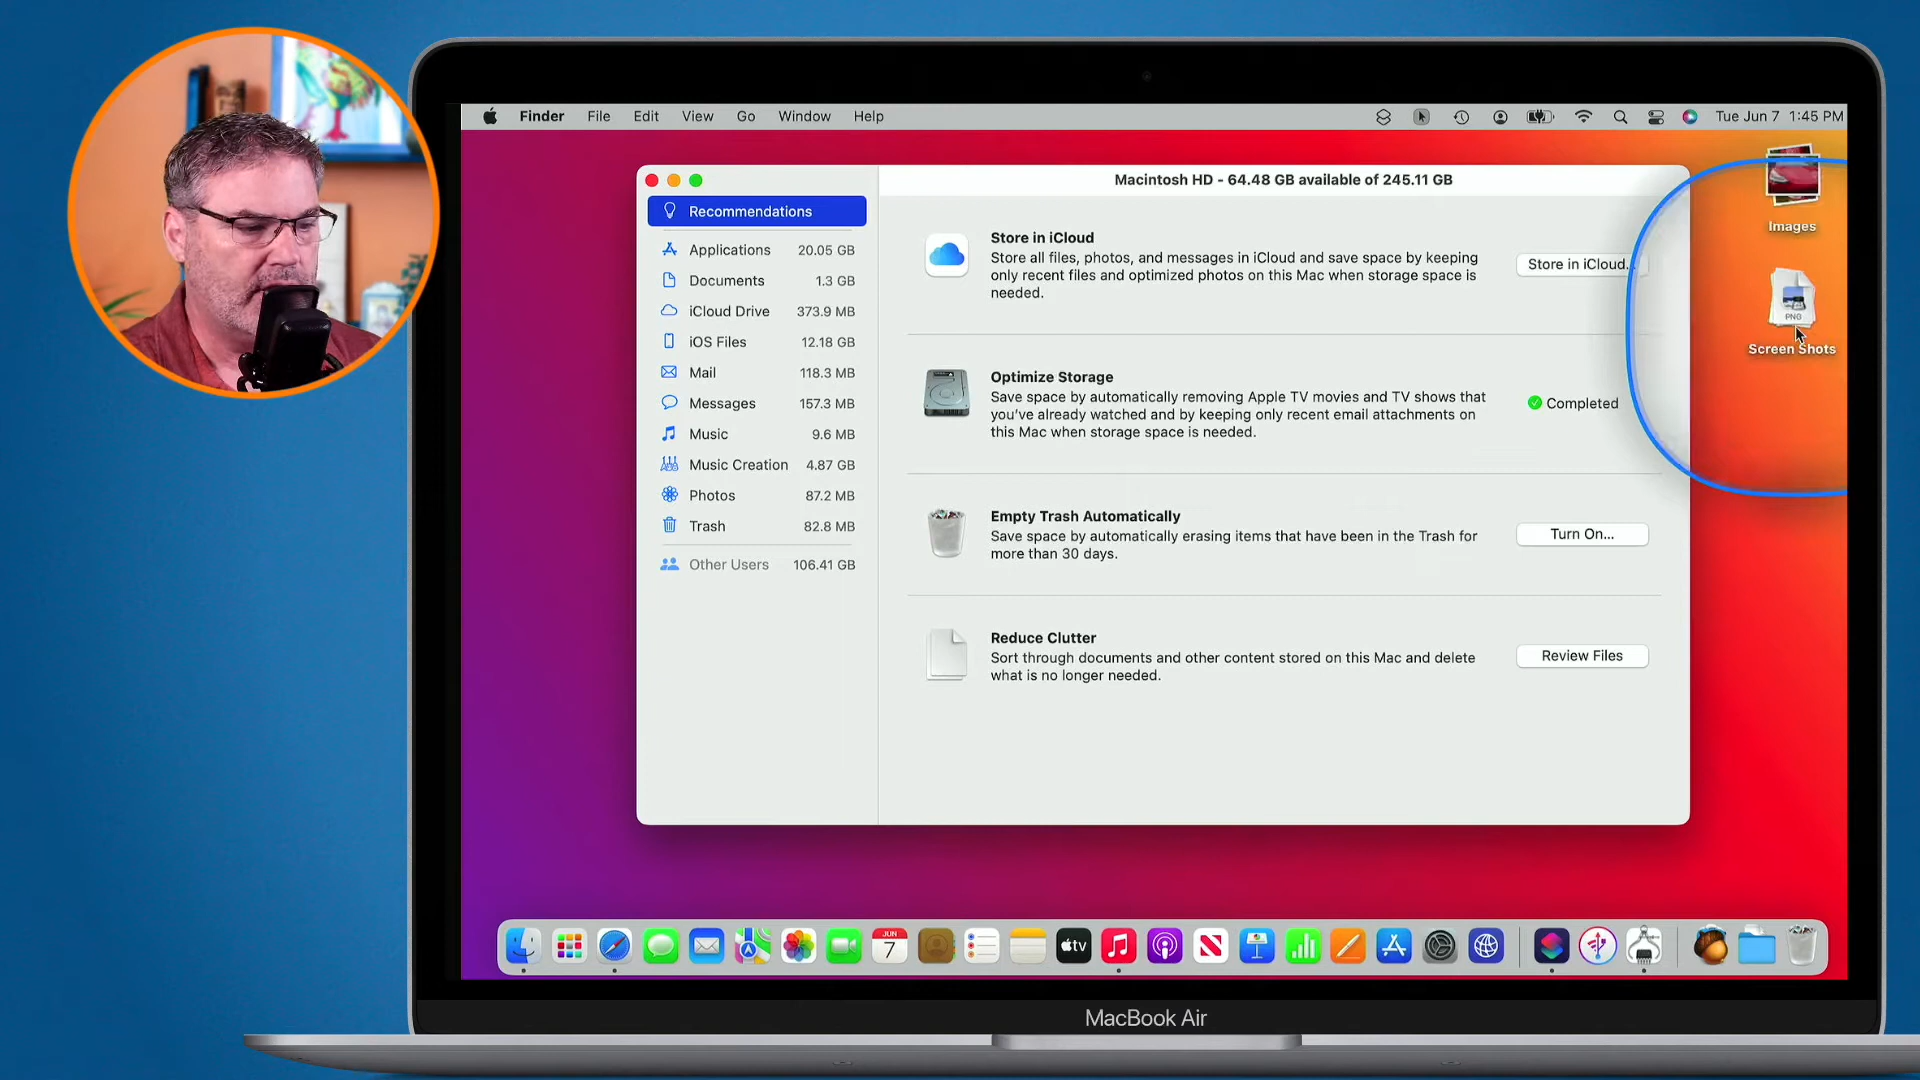 Finder File Edit View Go Window Help
Tue Jun 7 1:45 PM
Macintosh HD - 64.48 GB available of 245.11 GB
Recommendations
Applications 20.05 GB
Documents 1.3 GB
iCloud Drive 373.9 MB
iOS Files 12.18 GB
Mail 118.3 MB
Messages 157.3 MB
Music 9.6 MB
Music Creation 4.87 GB
Photos 87.2 MB
Trash 82.8 MB
Other Users 106.41 GB
Store in iCloud
Store all files, photos, and messages in iCloud and save space by keeping
only recent files and optimized photos on this Mac when storage space is
needed.
Store in iCloud...
Optimize Storage
Save space by automatically removing Apple TV movies and TV shows that
you've already watched and by keeping only recent email attachments on
this Mac when storage space is needed.
Completed
Empty Trash Automatically
Save space by automatically erasing items that have been in the Trash for
more than 30 days.
Turn On...
Reduce Clutter
Sort through documents and other content stored on this Mac and delete
what is no longer needed.
Review Files
Images
PNG
Screen Shots
JUN
7
tv
MacBook Air